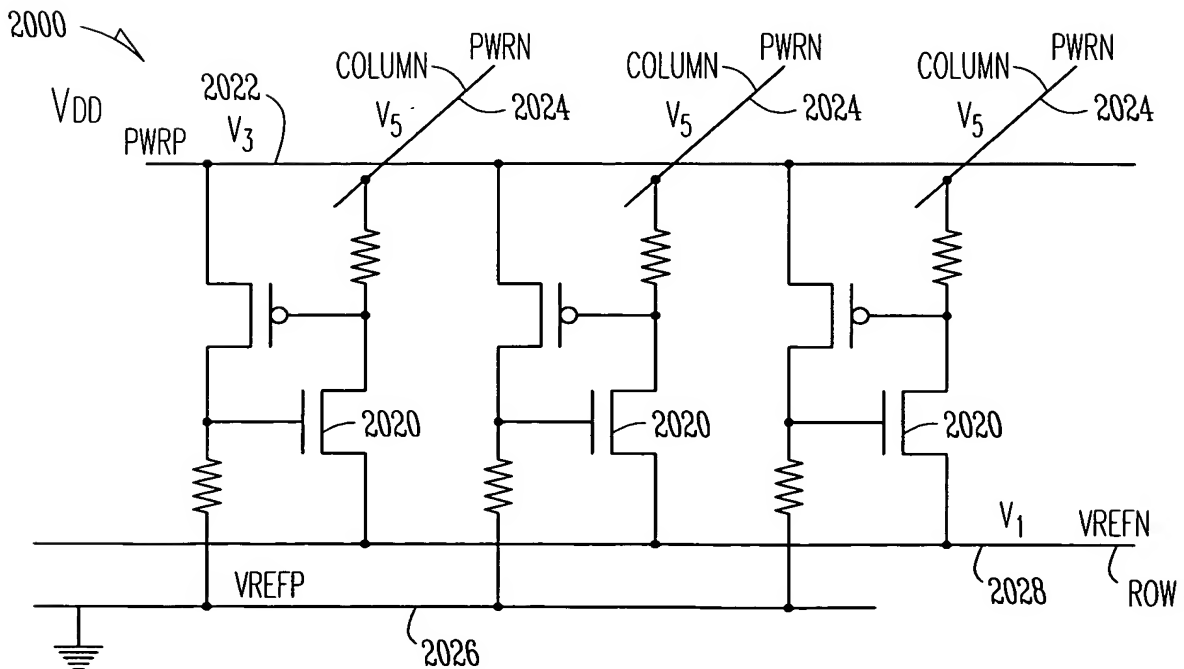 2000
PWRN
PWRN
PWRN
COLUMN
COLUMN
COLUMN
2022
2024
2024
2024
VDD
V3
V5
V5
V5
PWRP
2020
2020
2020
V1
VREFN
VREFP
2028
ROW
2026